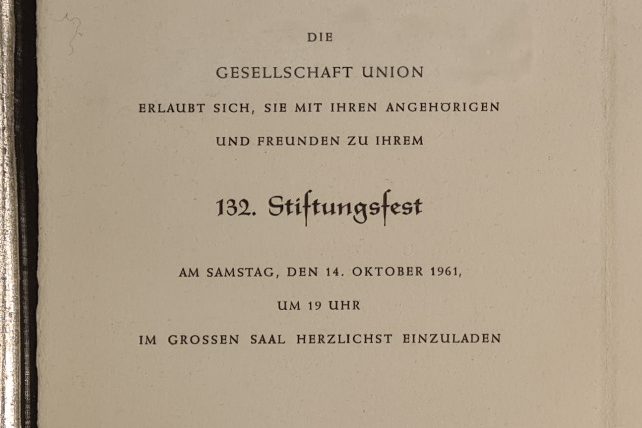 DIE
GESELLSCHAFT UNION
ERLAUBT SICH, SIE MIT IHREN ANGEHÖRIGEN
UND FREUNDEN ZU IHREM
132. Stiftungsfest
AM SAMSTAG, DEN 14. OKTOBER 1961,
UM 19 UHR
IM GROSSEN SAAL HERZLICHST EINZULADEN